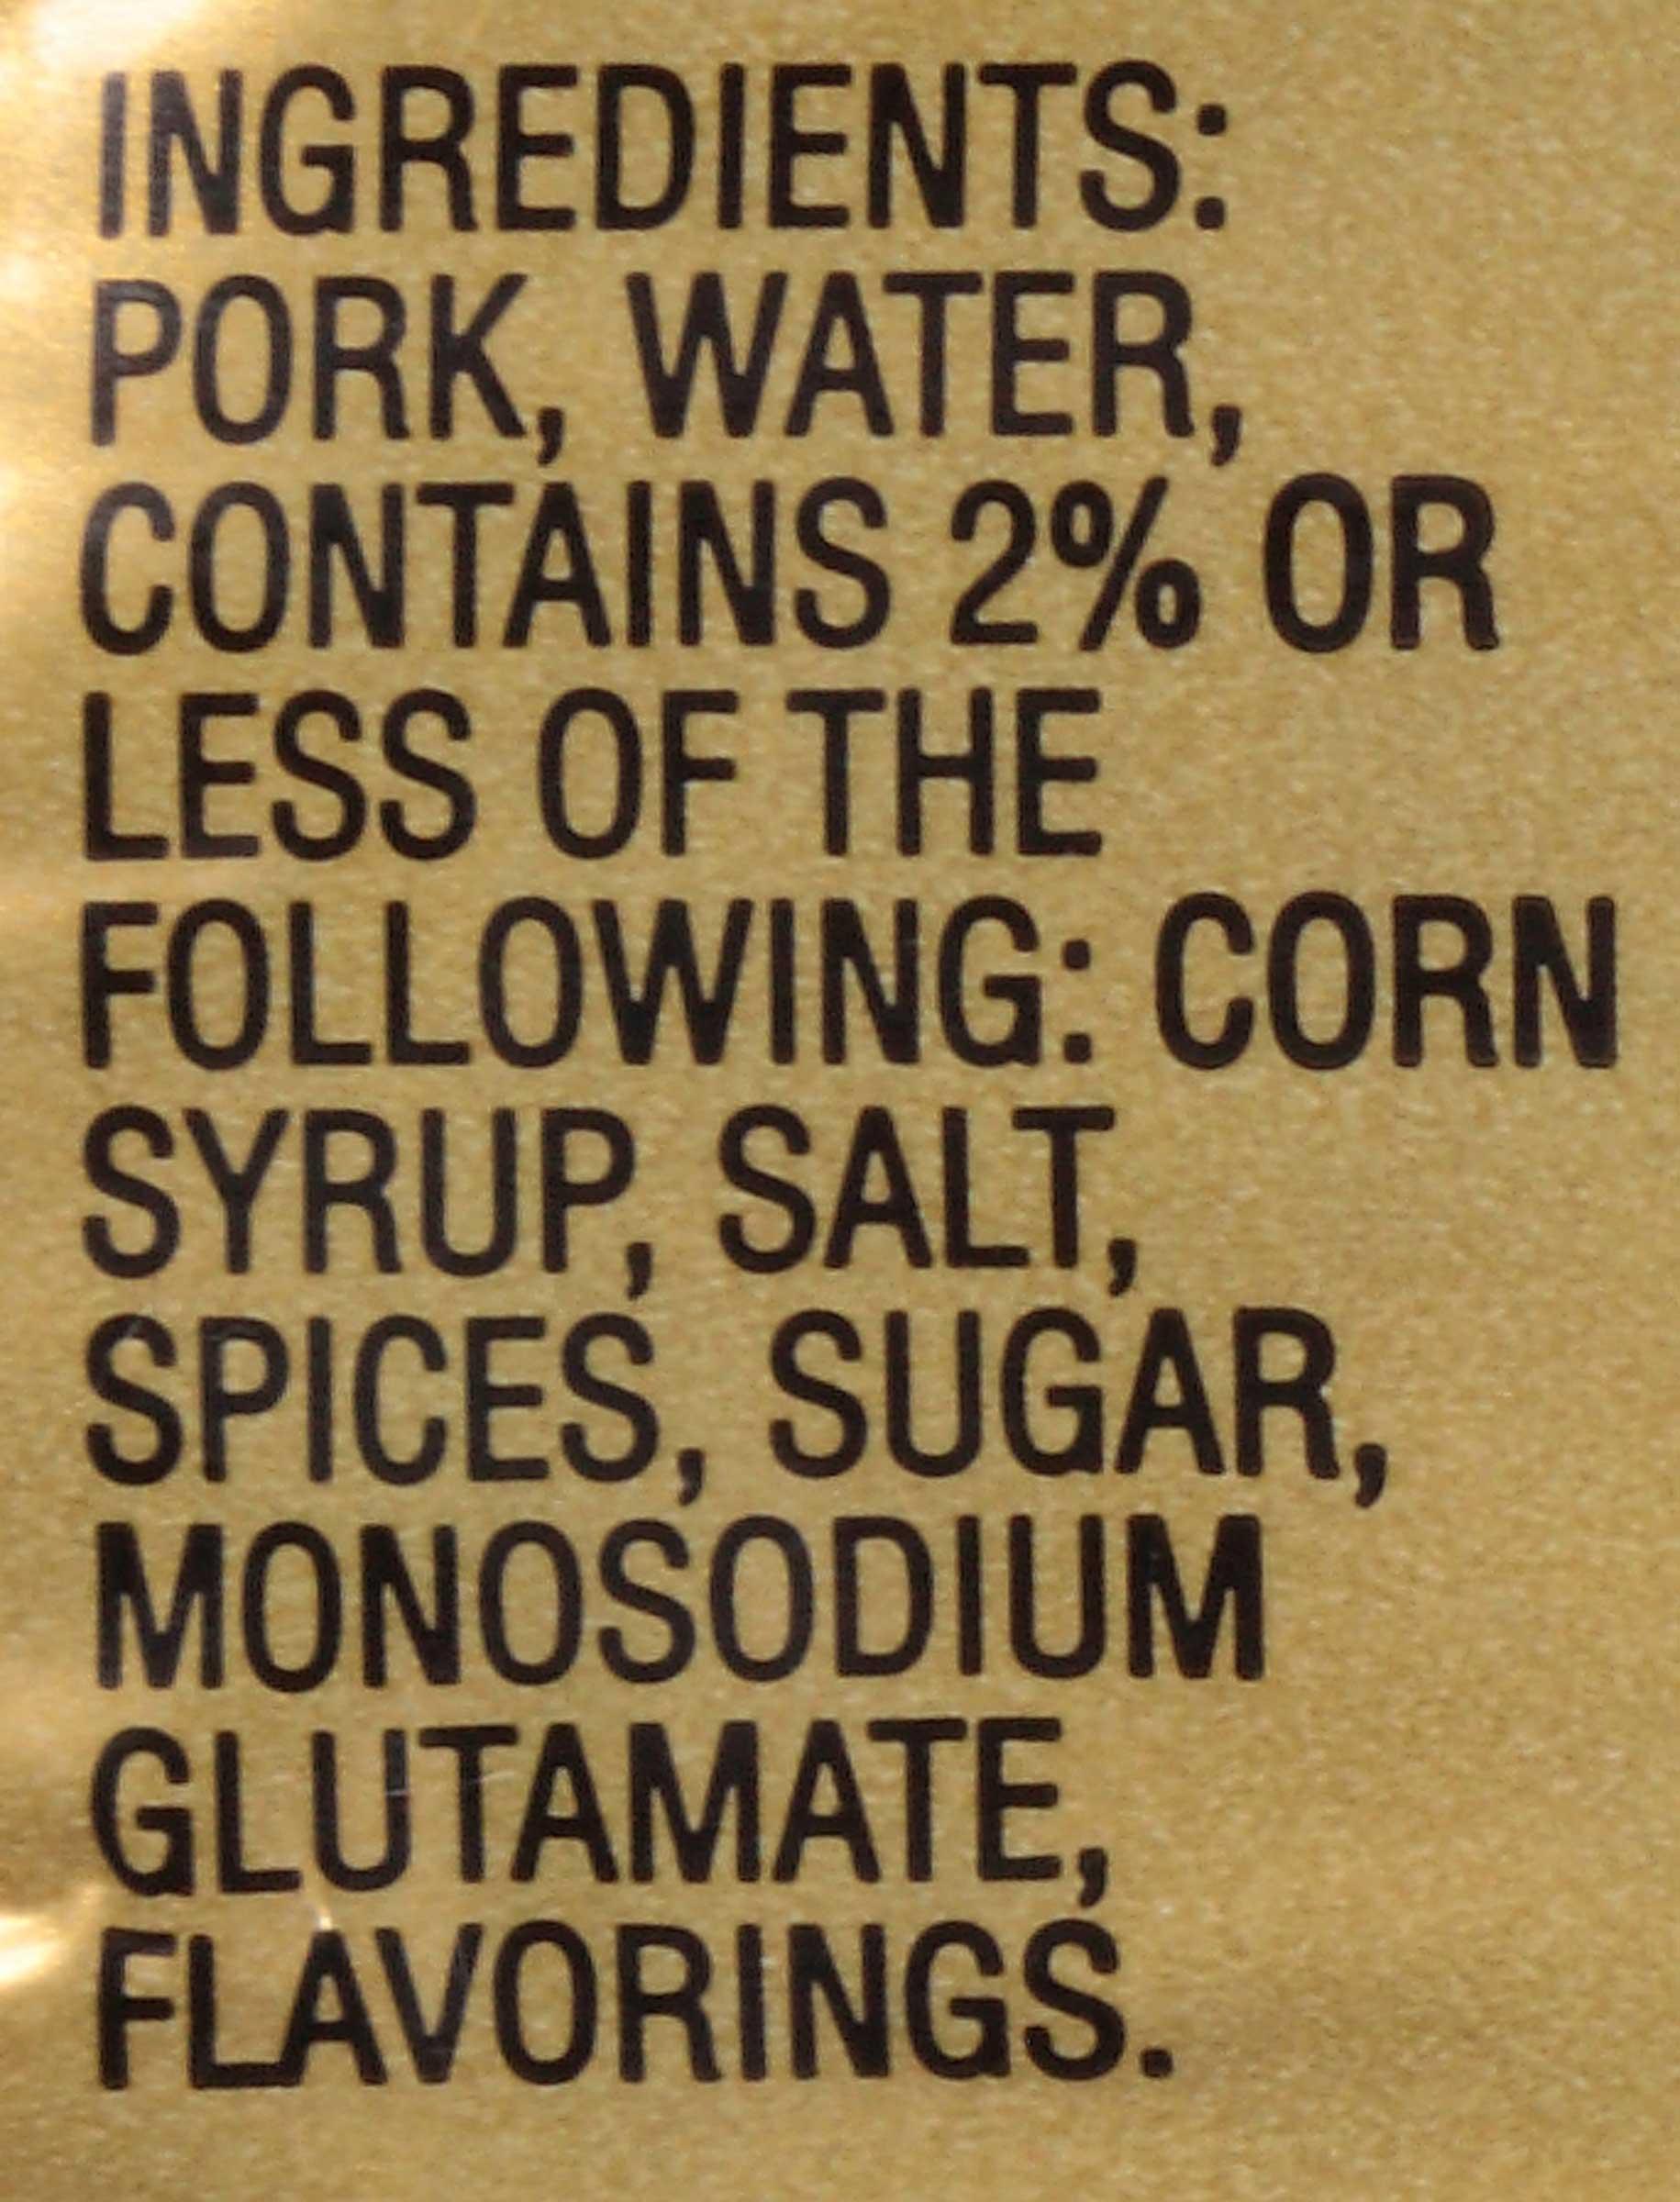 INGREDIENTS:
PORK, WATER,
CONTAINS 2% OR
LESS OF THE
FOLLOWING: CORN
SYRUP, SALT,
SPICES, SUGAR,
MONOSODIUM
GLUTAMATE,
FLAVORINGS.